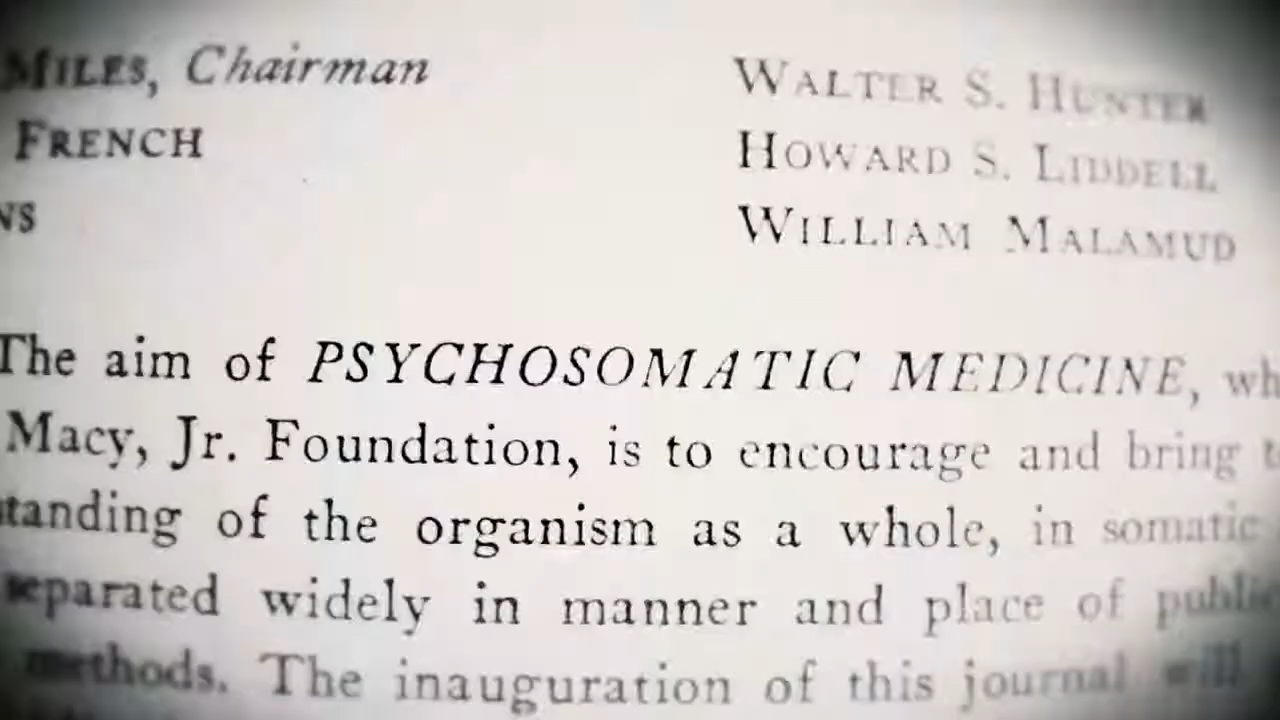 MILES, Chairman
FRENCH
NS
WALTER S. HUNTER
HOWARD S. LIDDELL
WILLIAM MALAMUD
The aim of PSYCHOSOMATIC MEDICINE, wh
Macy, Jr. Foundation, is to encourage and bring t
tanding of the organism as a whole, in somatic
separated widely in manner and place of public
methods. The inauguration of this journal will